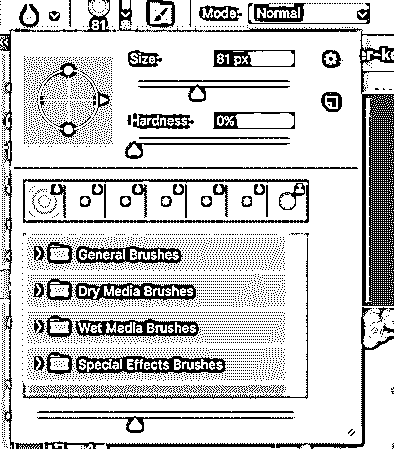 81
Mode: Normal
Size: 81 px
Hardness: 0%
General Brushes
Dry Media Brushes
Wet Media Brushes
Special Effects Brushes